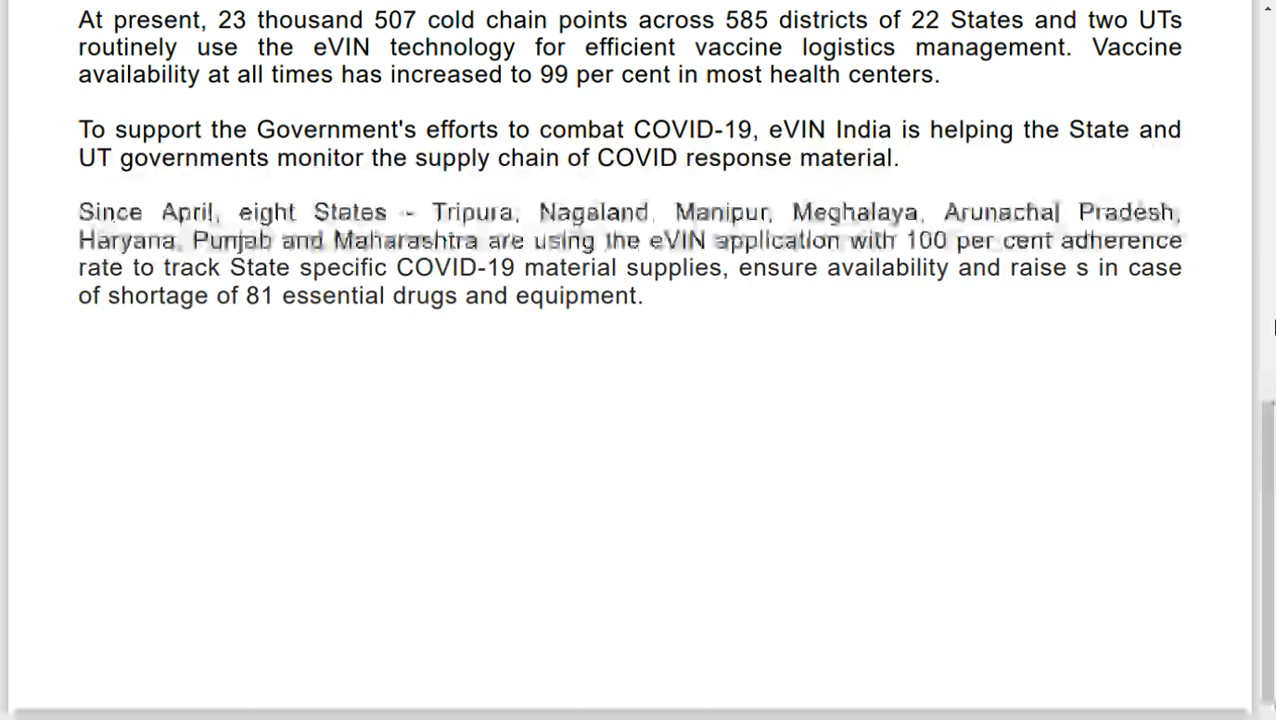 At present, 23 thousand 507 cold chain points across 585 districts of 22 States and two UTs
routinely use the eVIN technology for efficient vaccine logistics management. Vaccine
availability at all times has increased to 99 per cent in most health centers.
To support the Government's efforts to combat COVID-19, eVIN India is helping the State and
UT governments monitor the supply chain of COVID response material.
Since April, eight States - Tripura, Nagaland, Manipur, Meghalaya, Arunachal Pradesh,
Haryana, Punjab and Maharashtra are using the eVIN application with 100 per cent adherence
rate to track State specific COVID-19 material supplies, ensure availability and raise s in case
of shortage of 81 essential drugs and equipment.